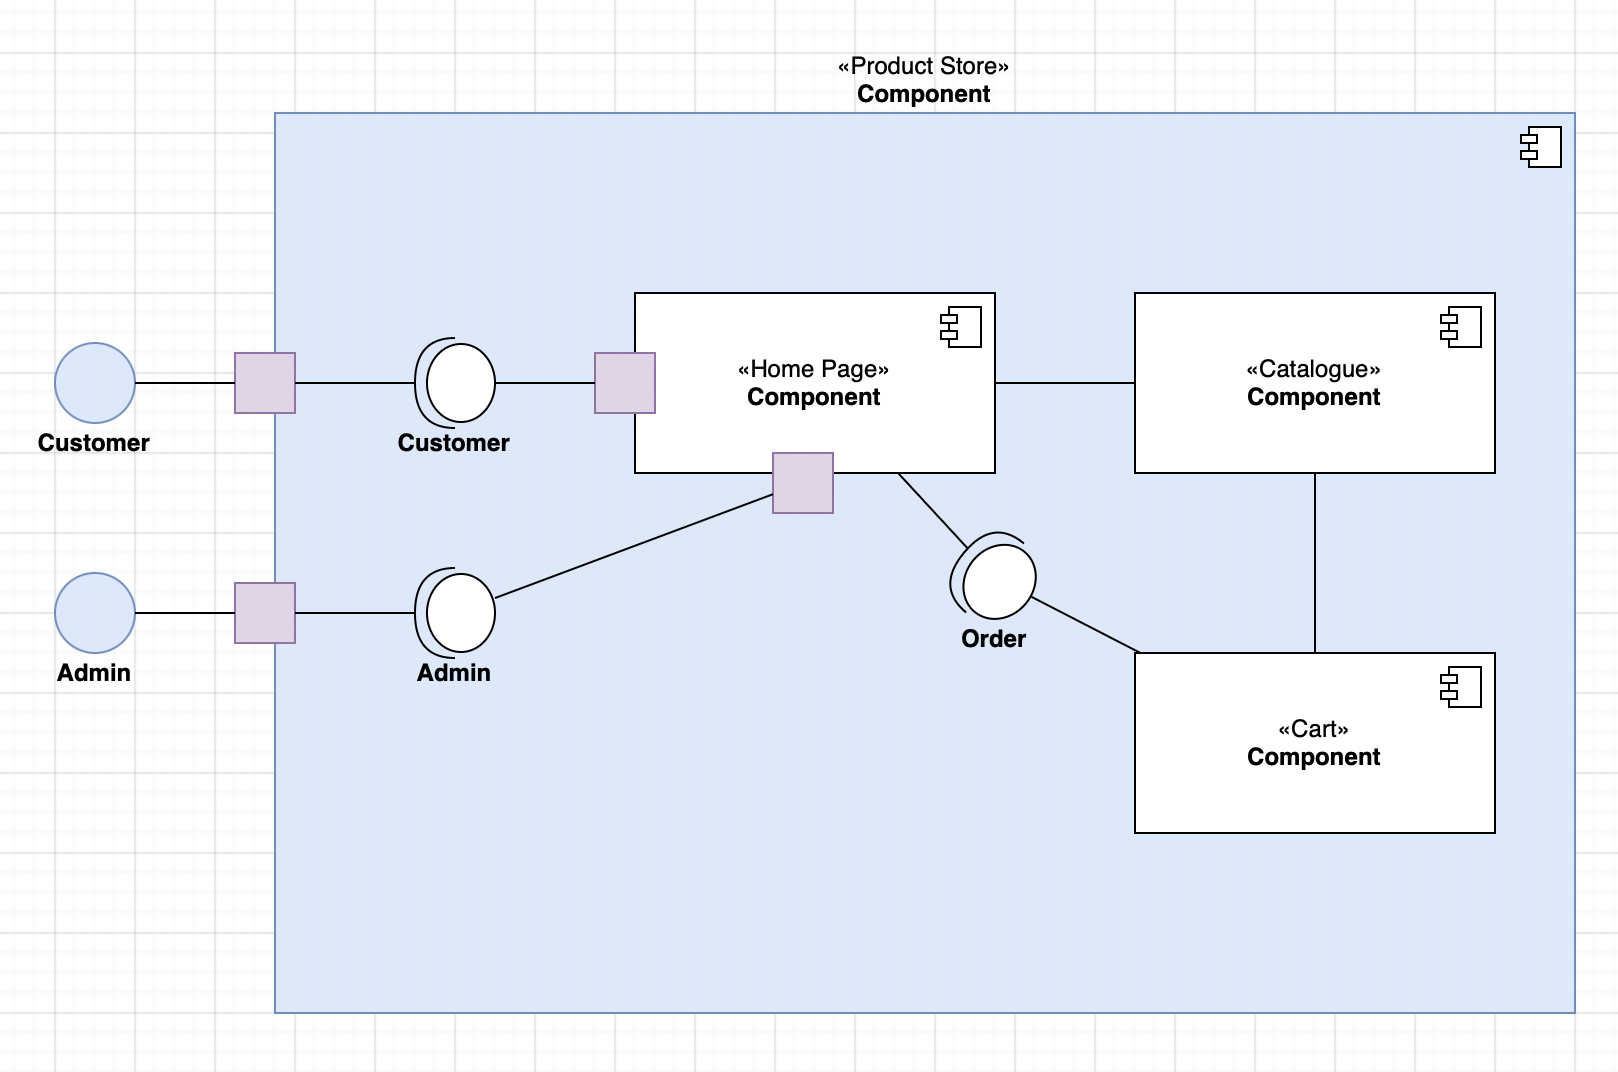 «Product Store»
Component
«Home Page»
Component
«Catalogue»
Component
Customer
Customer
Order
Admin
Admin
«Cart»
Component